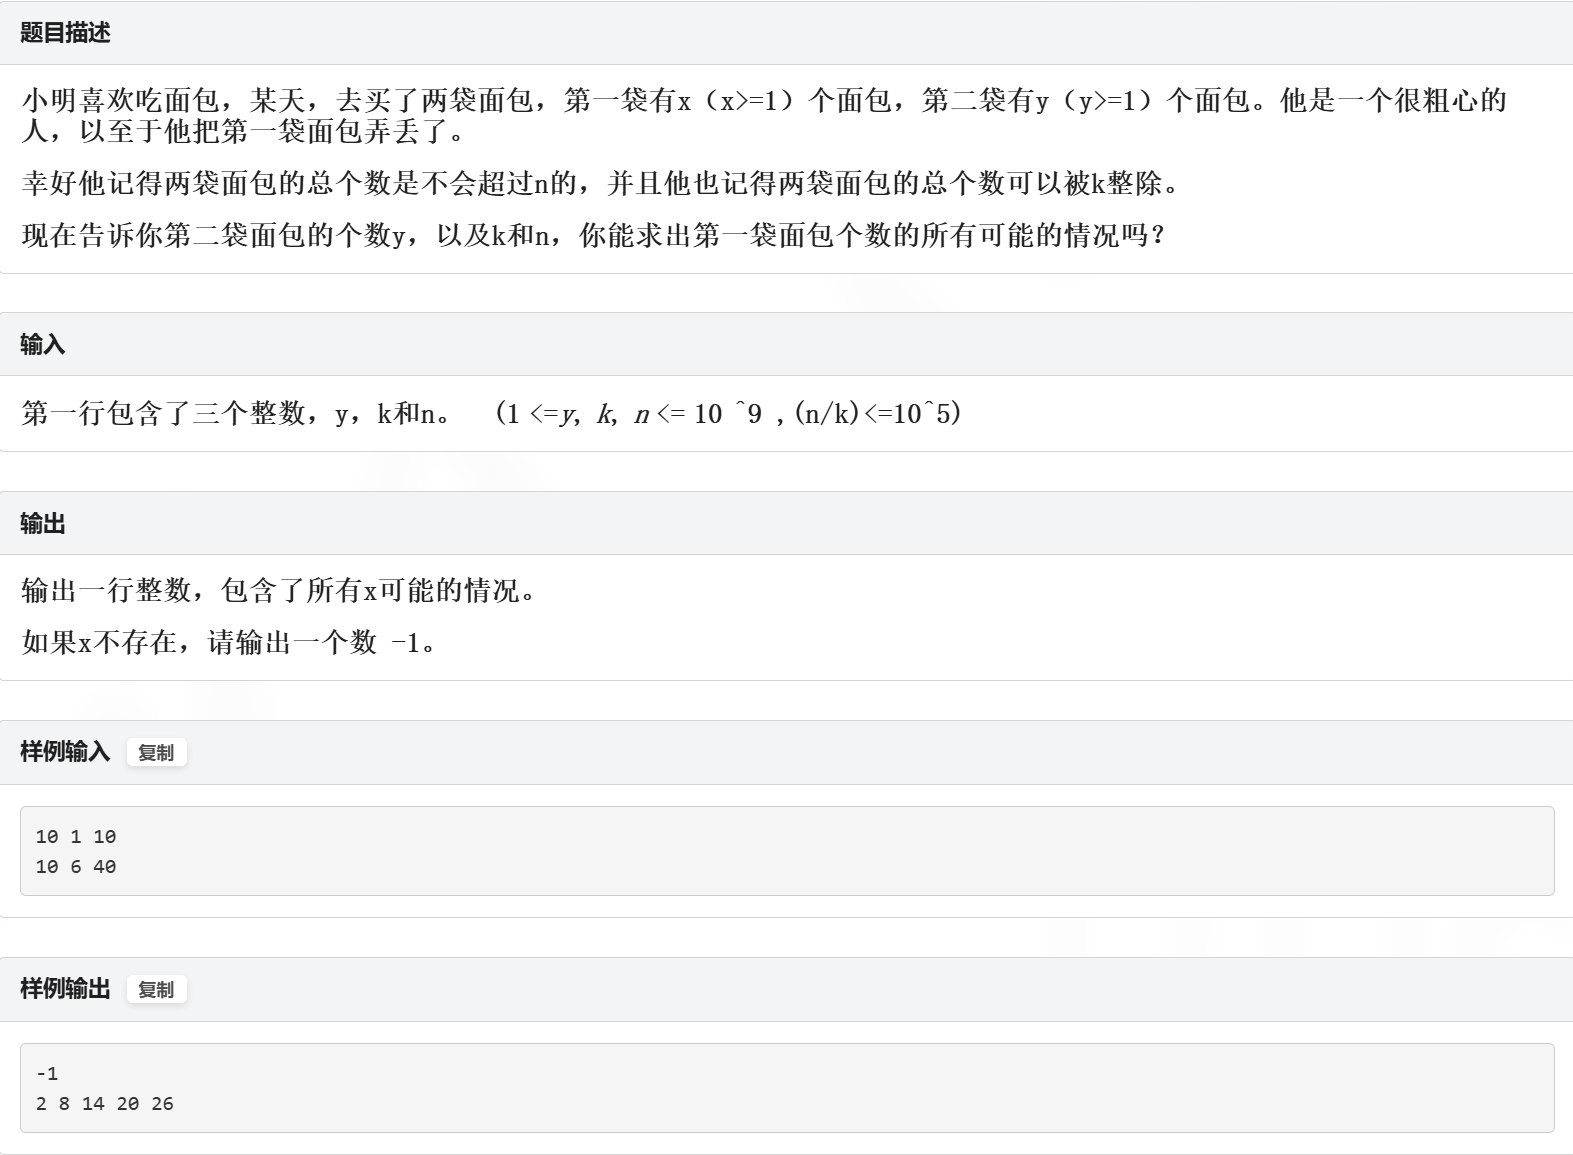 题目描述
小明喜欢吃面包，某天，去买了两袋面包，第一袋有x（x>=1）个面包，第二袋有y（y>=1）个面包。他是一个很粗心的
人，以至于他把第一袋面包弄丢了。
幸好他记得两袋面包的总个数是不会超过n的，并且他也记得两袋面包的总个数可以被k整除。
现在告诉你第二袋面包的个数y，以及k和n，你能求出第一袋面包个数的所有可能的情况吗？
输入
第一行包含了三个整数，y，k和n。 (1 <=y, k, n <= 10 ^9 ,(n/k)<=10^5)
输出
输出一行整数，包含了所有x可能的情况。
如果x不存在，请输出一个数 -1。
样例输入 复制
10 1 10
10 6 40
样例输出 复制
-1
2 8 14 20 26